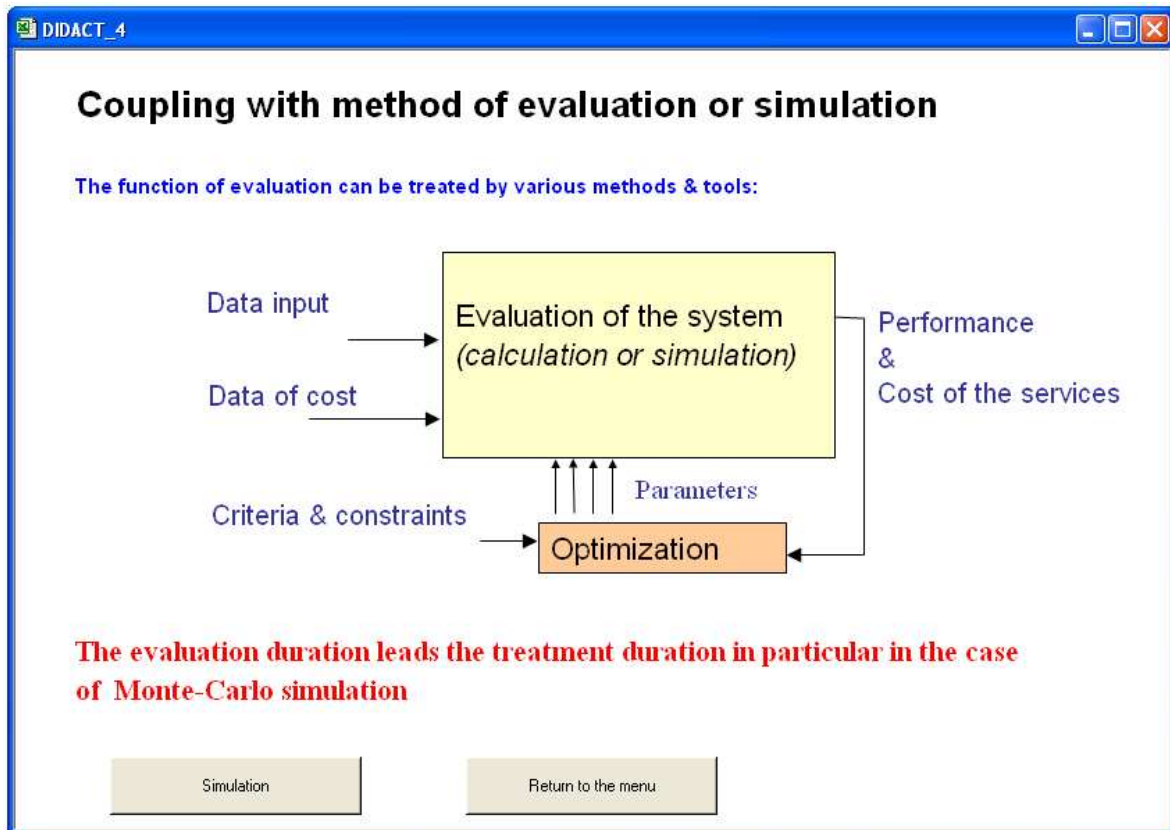 DIDACT_4
Coupling with method of evaluation or simulation
The function of evaluation can be treated by various methods & tools:
Data input
Evaluation of the system
(calculation or simulation)
Performance
&
Cost of the services
Data of cost
Parameters
Criteria & constraints
Optimization
The evaluation duration leads the treatment duration in particular in the case
of Monte-Carlo simulation
Simulation
Return to the menu